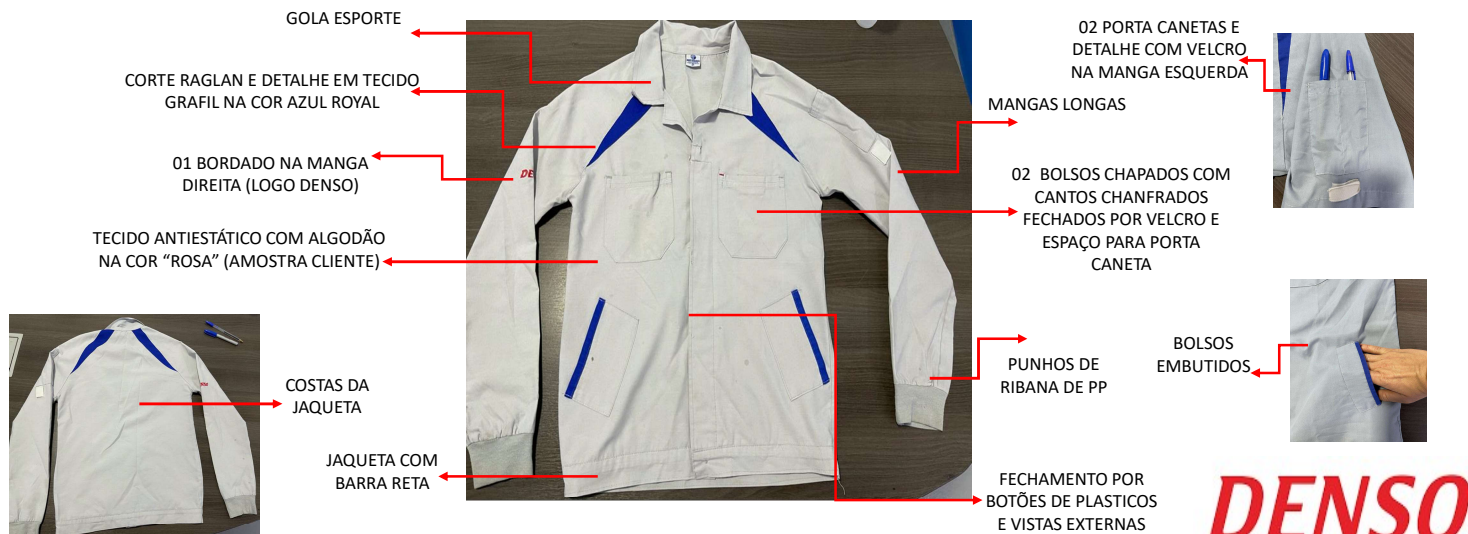 GOLA ESPORTE
CORTE RAGLAN E DETALHE EM TECIDO
GRAFIL NA COR AZUL ROYAL
01 BORDADO NA MANGA
DIREITA (LOGO DENSO)
TECIDO ANTIESTÁTICO COM ALGODÃO
NA COR “ROSA” (AMOSTRA CLIENTE)
COSTAS DA
JAQUETA
JAQUETA COM
BARRA RETA
02 PORTA CANETAS E
DETALHE COM VELCRO
NA MANGA ESQUERDA
MANGAS LONGAS
02 BOLSOS CHAPADOS COM
CANTOS CHANFRADOS
FECHADOS POR VELCRO E
ESPAÇO PARA PORTA
CANETA
PUNHOS DE
RIBANA DE PP
BOLSOS
EMBUTIDOS
FECHAMENTO POR
BOTÕES DE PLASTICOS
E VISTAS EXTERNAS
DENSO